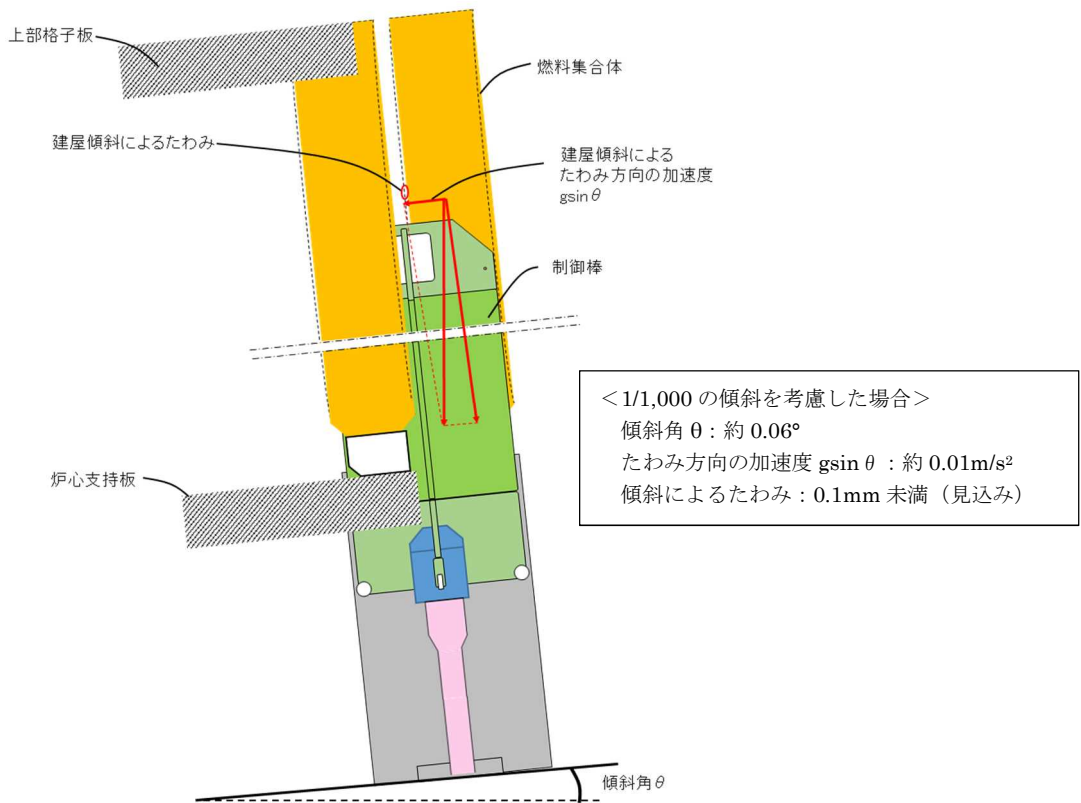 上部格子板
燃料集合体
建屋傾斜によるたわみ
建屋傾斜による
たわみ方向の加速度
gsinθ
制御棒
＜1/1,000 の傾斜を考慮した場合＞
傾斜角 θ：約 0.06°
たわみ方向の加速度 gsinθ：約 0.01m/s²
傾斜によるたわみ：0.1mm 未満（見込み）
炉心支持板
傾斜角θ